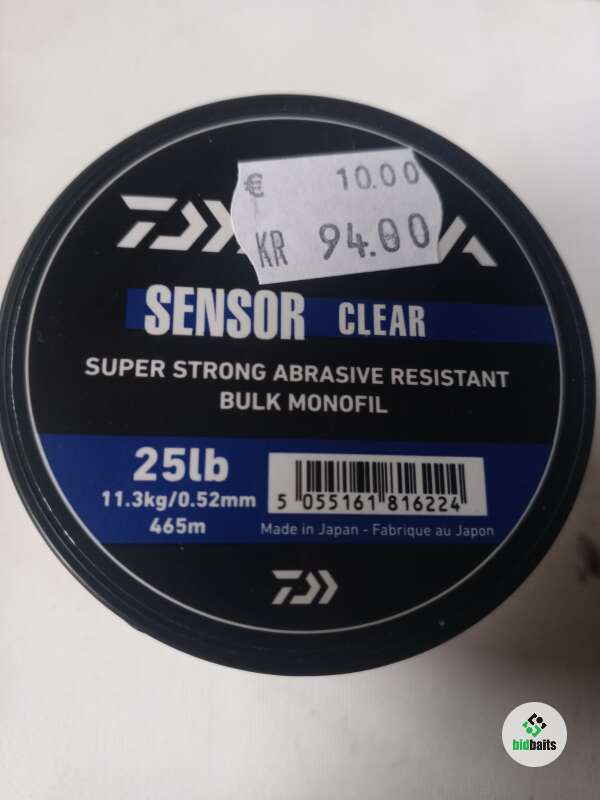 € 10.00
KR 94.00
SENSOR CLEAR
SUPER STRONG ABRASIVE RESISTANT
BULK MONOFIL
25lb
11.3kg/0.52mm
465m
5 055161 816224
Made in Japan - Fabrique au Japon
bidbaits